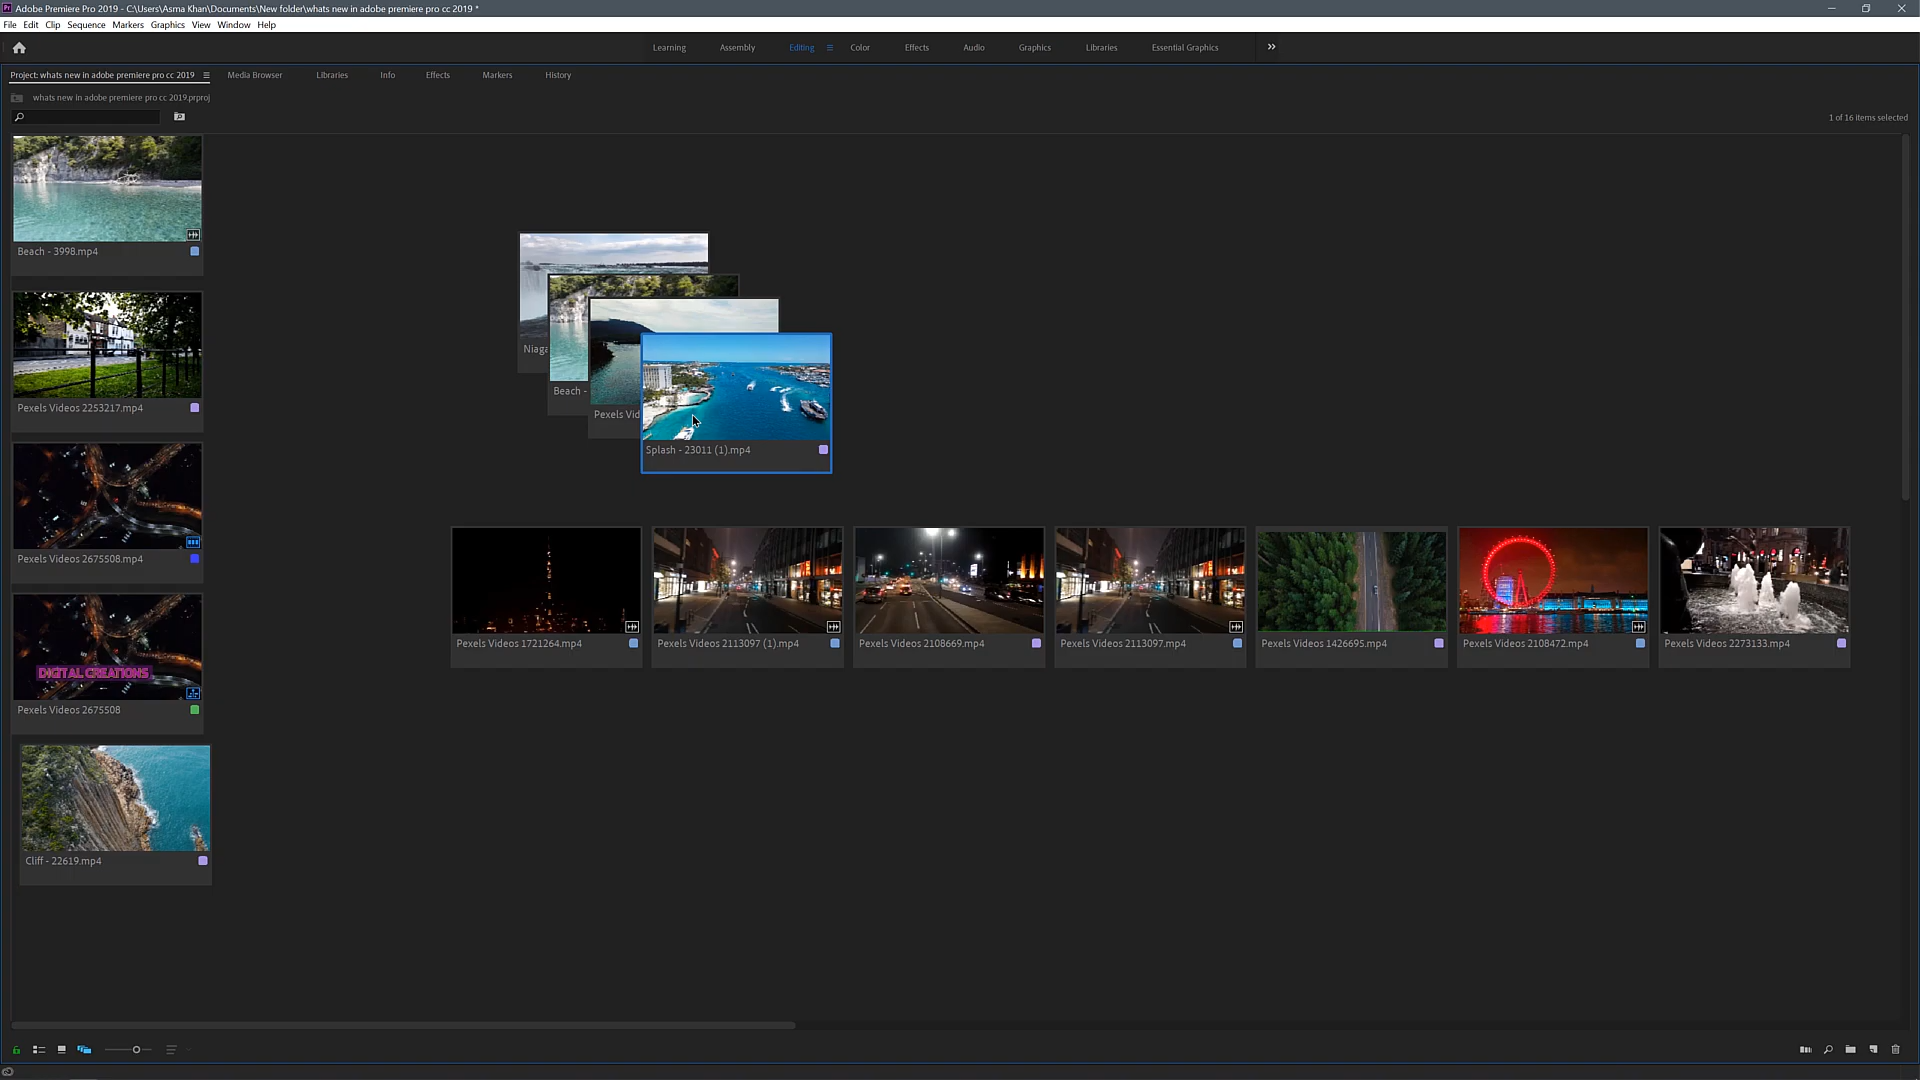 Adobe Premiere Pro 2019 - C:\Users\Asma Khan\Documents\New folder\whats new in adobe premiere pro cc 2019 *
File Edit Clip Sequence Markers Graphics View Window Help
Learning Assembly Editing Color Effects Audio Graphics Libraries Essential Graphics
Project: whats new in adobe premiere pro cc 2019 Media Browser Libraries Info Effects Markers History
whats new in adobe premiere pro cc 2019.prproj
1 of 16 items selected
Beach - 3998.mp4
Niaga
Beach -
Pexels Vid
Pexels Videos 2253217.mp4
Splash - 23011 (1).mp4
Pexels Videos 2675508.mp4
Pexels Videos 1721264.mp4 Pexels Videos 2113097 (1).mp4 Pexels Videos 2108669.mp4 Pexels Videos 2113097.mp4 Pexels Videos 1426695.mp4 Pexels Videos 2108472.mp4 Pexels Videos 2273133.mp4
DIGITAL CREATIONS
Pexels Videos 2675508
Cliff - 22619.mp4